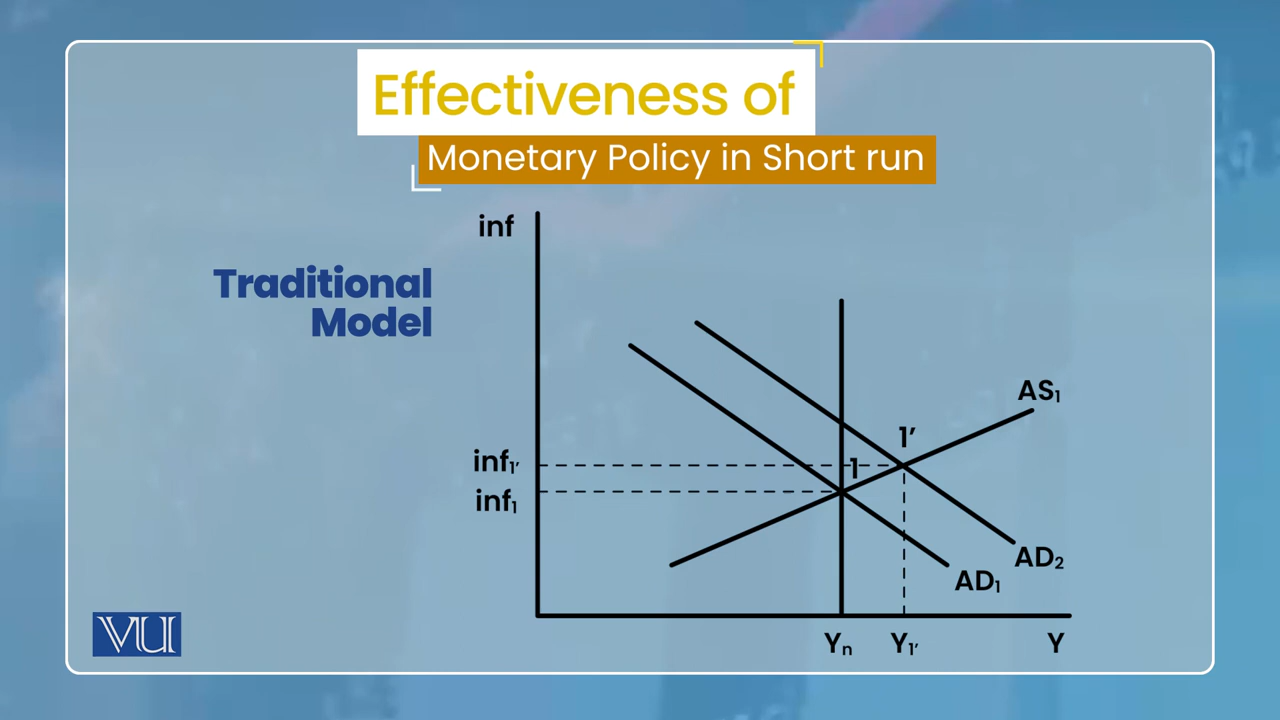 Effectiveness of
Monetary Policy in Short run
inf
Traditional
Model
AS₁
1′
inf₁′
1
inf₁
AD₂
AD₁
VU
Yₙ
Y₁′
Y